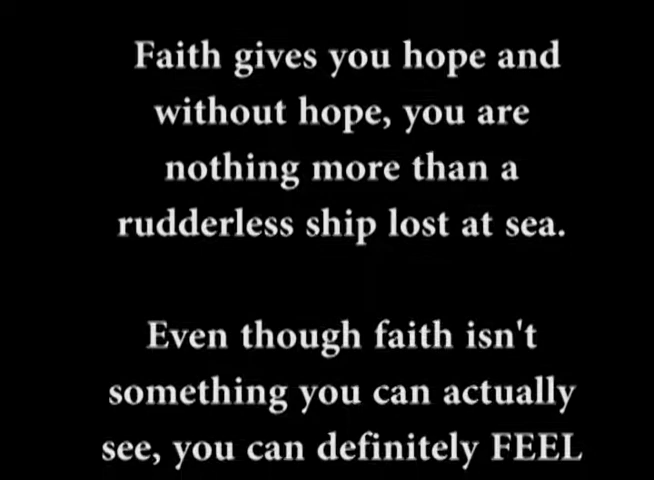 Faith gives you hope and
without hope, you are
nothing more than a
rudderless ship lost at sea.
Even though faith isn't
something you can actually
see, you can definitely FEEL